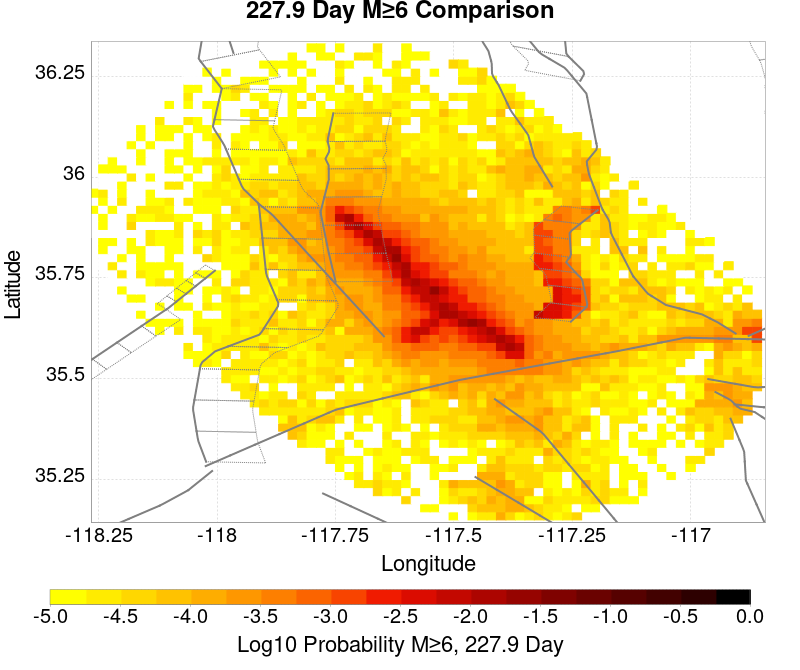 227.9 Day M≥6 Comparison
36.25
36
35.75
35.5
35.25
Latitude
-118.25 -118 -117.75 -117.5 -117.25 -117
Longitude
-5.0 -4.5 -4.0 -3.5 -3.0 -2.5 -2.0 -1.5 -1.0 -0.5 0.0
Log10 Probability M≥6, 227.9 Day